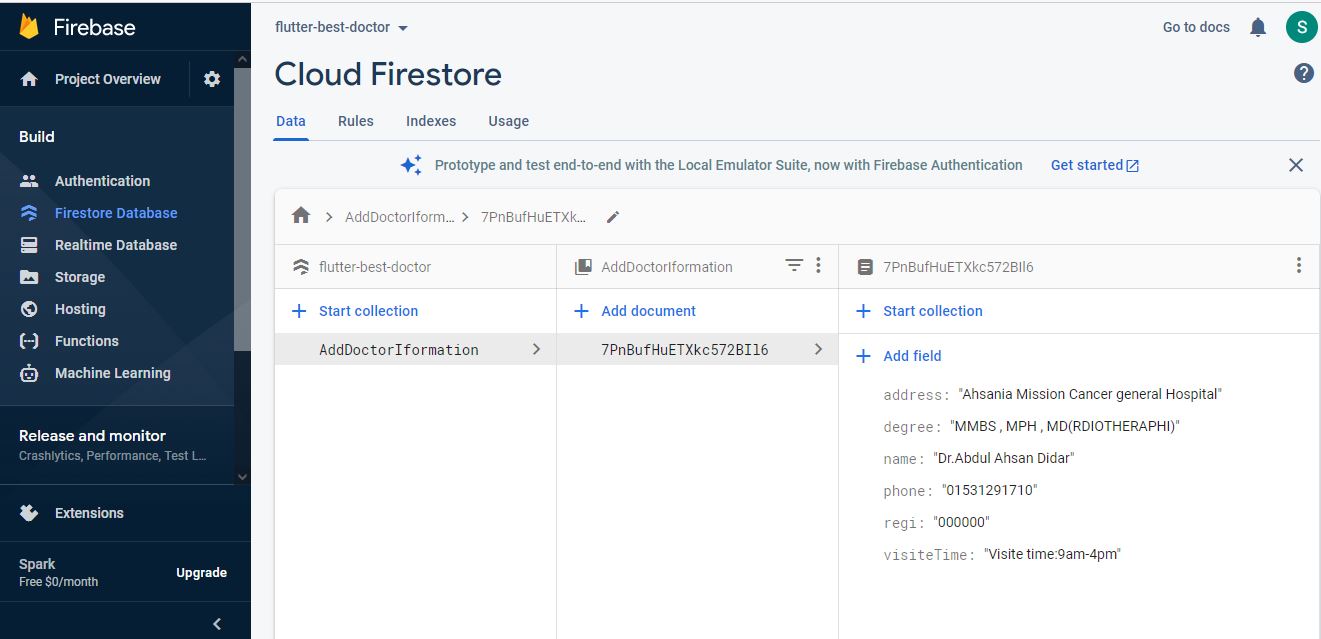 Firebase
Project Overview
Build
Authentication
Firestore Database
Realtime Database
Storage
Hosting
Functions
Machine Learning
Release and monitor
Crashlytics, Performance, Test L...
Extensions
Spark
Free $0/month
Upgrade
flutter-best-doctor
Go to docs
S
Cloud Firestore
Data Rules Indexes Usage
Prototype and test end-to-end with the Local Emulator Suite, now with Firebase Authentication Get started
AddDoctorIform... > 7PnBufHuETXk...
flutter-best-doctor
Start collection
AddDoctorIformation
AddDoctorIformation
Add document
7PnBufHuETXkc572BIl6
7PnBufHuETXkc572BIl6
Start collection
Add field
address: "Ahsania Mission Cancer general Hospital"
degree: "MMBS , MPH , MD(RDIOTHERAPHI)"
name: "Dr.Abdul Ahsan Didar"
phone: "01531291710"
regi: "000000"
visiteTime: "Visite time:9am-4pm"